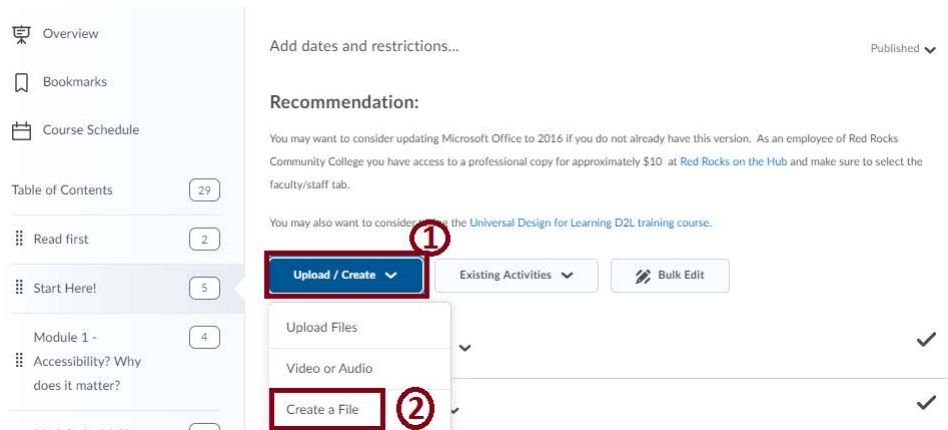 Overview
Bookmarks
Course Schedule
Table of Contents 29
Read first 2
Start Here! 5
Module 1 - 4
Accessibility? Why
does it matter?
Add dates and restrictions...
Published
Recommendation:
You may want to consider updating Microsoft Office to 2016 if you do not already have this version. As an employee of Red Rocks
Community College you have access to a professional copy for approximately $10 at Red Rocks on the Hub and make sure to select the
faculty/staff tab.
You may also want to consider the Universal Design for Learning D2L training course.
1
Upload / Create
Existing Activities
Bulk Edit
Upload Files
Video or Audio
Create a File
2